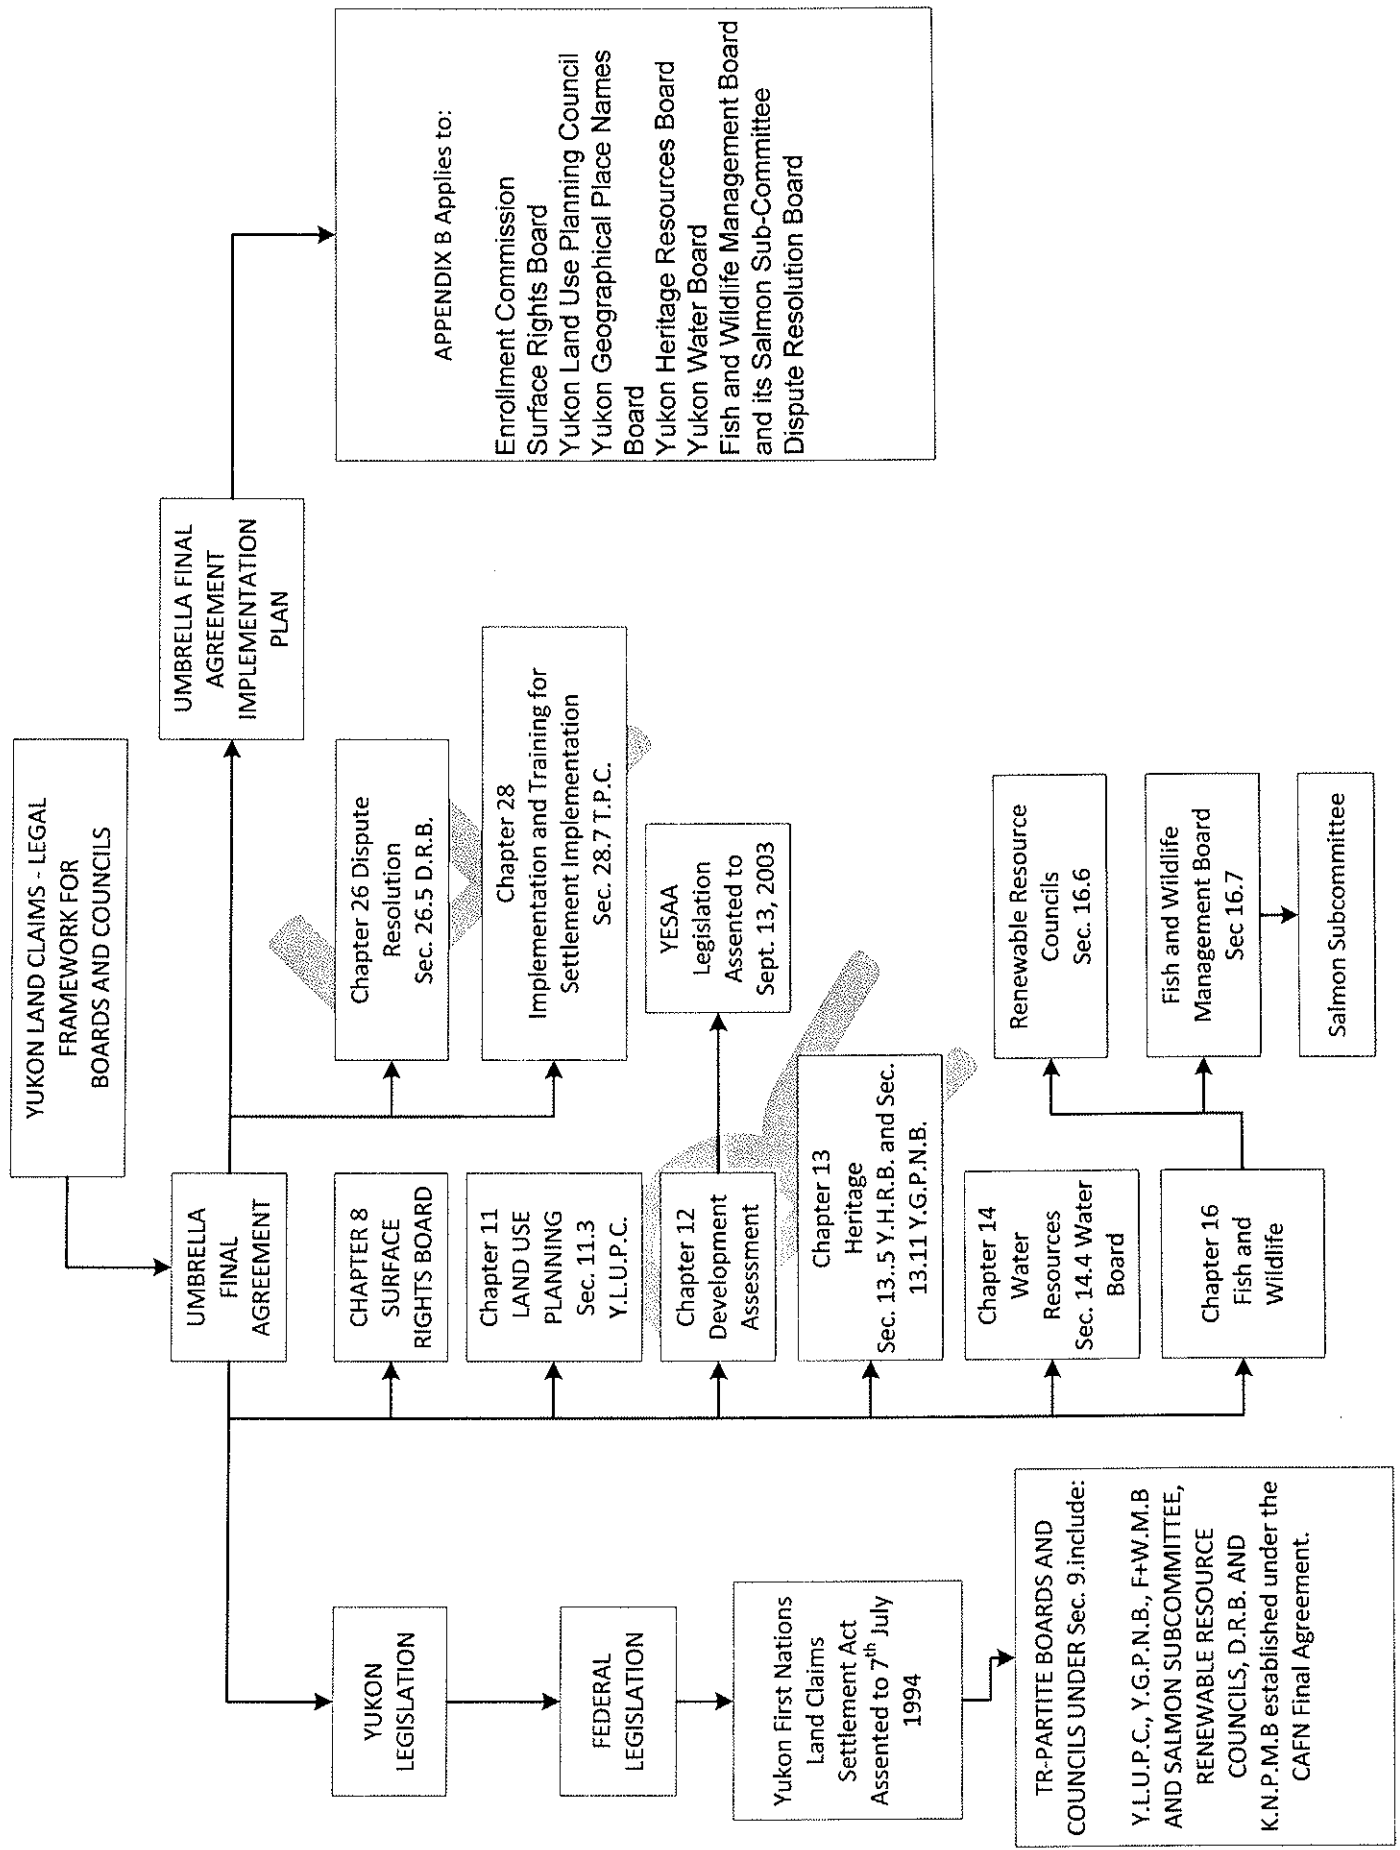 YUKON LAND CLAIMS - LEGAL
FRAMEWORK FOR
BOARDS AND COUNCILS
UMBRELLA
FINAL
AGREEMENT
UMBRELLA FINAL
AGREEMENT
IMPLEMENTATION
PLAN
YUKON
LEGISLATION
FEDERAL
LEGISLATION
Yukon First Nations
Land Claims
Settlement Act
Assented to 7th July
1994
TR-PARTITE BOARDS AND
COUNCILS UNDER Sec. 9.include:
Y.L.U.P.C., Y.G.P.N.B., F+W.M.B
AND SALMON SUBCOMMITTEE,
RENEWABLE RESOURCE
COUNCILS, D.R.B. AND
K.N.P.M.B established under the
CAFN Final Agreement.
CHAPTER 8
SURFACE
RIGHTS BOARD
Chapter 11
LAND USE
PLANNING
Sec. 11.3
Y.L.U.P.C.
Chapter 12
Development
Assessment
Chapter 13
Heritage
Sec. 13..5 Y.H.R.B. and Sec.
13.11 Y.G.P.N.B.
Chapter 14
Water
Resources
Sec. 14.4 Water
Board
Chapter 16
Fish and
Wildlife
Chapter 26 Dispute
Resolution
Sec. 26.5 D.R.B.
Chapter 28
Implementation and Training for
Settlement Implementation
Sec. 28.7 T.P.C.
YESAA
Legislation
Assented to
Sept. 13, 2003
Renewable Resource
Councils
Sec. 16.6
Fish and Wildlife
Management Board
Sec 16.7
Salmon Subcommittee
APPENDIX B Applies to:
Enrollment Commission
Surface Rights Board
Yukon Land Use Planning Council
Yukon Geographical Place Names
Board
Yukon Heritage Resources Board
Yukon Water Board
Fish and Wildlife Management Board
and its Salmon Sub-Committee
Dispute Resolution Board